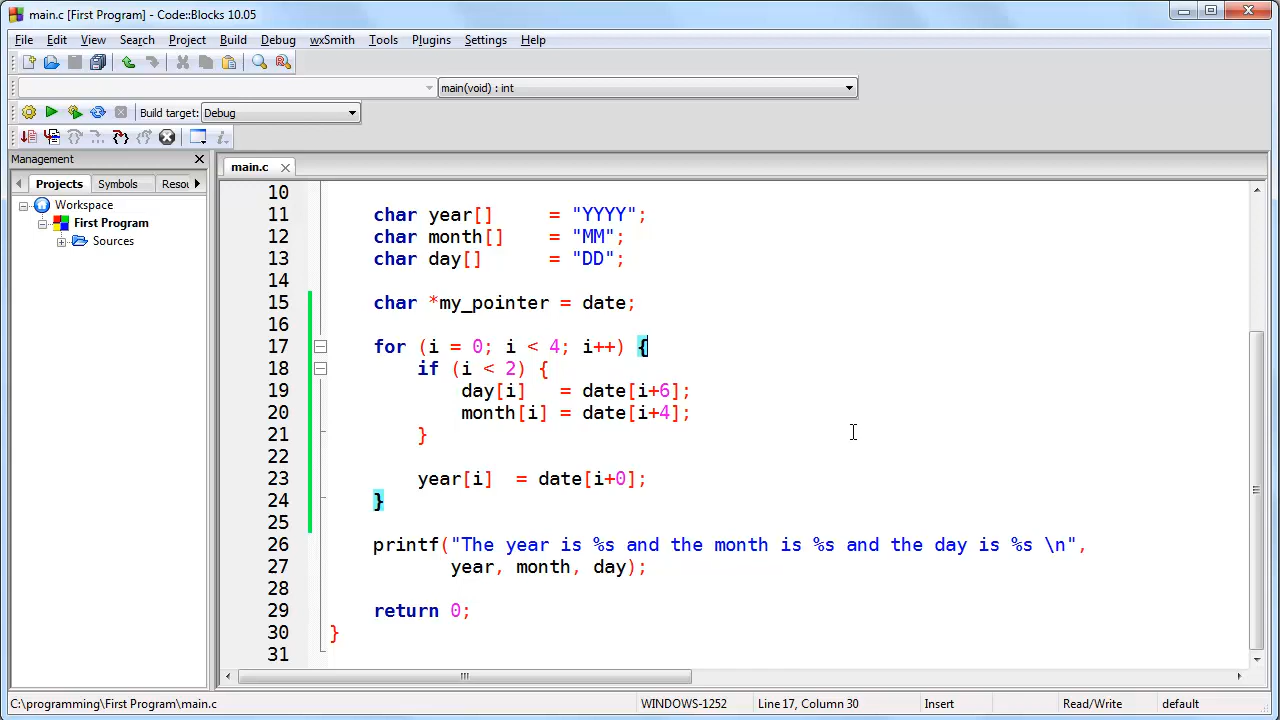 main.c [First Program] - Code::Blocks 10.05
File Edit View Search Project Build Debug wxSmith Tools Plugins Settings Help
main(void) : int
Build target: Debug
Management
main.c
Projects Symbols Resou
Workspace
First Program
Sources
10
11 char year[] = "YYYY";
12 char month[] = "MM";
13 char day[] = "DD";
14
15 char *my_pointer = date;
16
17 for (i = 0; i < 4; i++) {
18 if (i < 2) {
19 day[i] = date[i+6];
20 month[i] = date[i+4];
21 }
22
23 year[i] = date[i+0];
24 }
25
26 printf("The year is %s and the month is %s and the day is %s \n",
27 year, month, day);
28
29 return 0;
30 }
31
C:\programming\First Program\main.c WINDOWS-1252 Line 17, Column 30 Insert Read/Write default